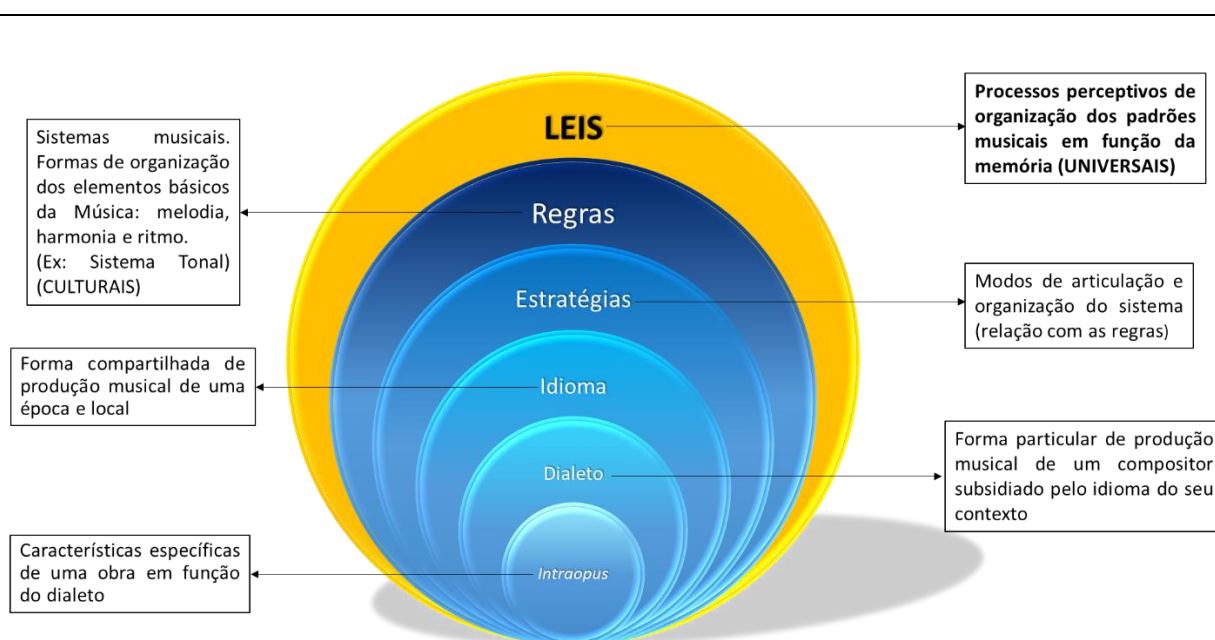 LEIS
Processos perceptivos de
organização dos padrões
musicais em função da
memória (UNIVERSAIS)
Sistemas musicais.
Formas de organização
dos elementos básicos
da Música: melodia,
harmonia e ritmo.
(Ex: Sistema Tonal)
(CULTURAIS)
Regras
Estratégias
Modos de articulação e
organização do sistema
(relação com as regras)
Forma compartilhada de
produção musical de uma
época e local
Idioma
Dialeto
Forma particular de produção
musical de um compositor
subsidiado pelo idioma do seu
contexto
Características específicas
de uma obra em função
do dialeto
Intraopus